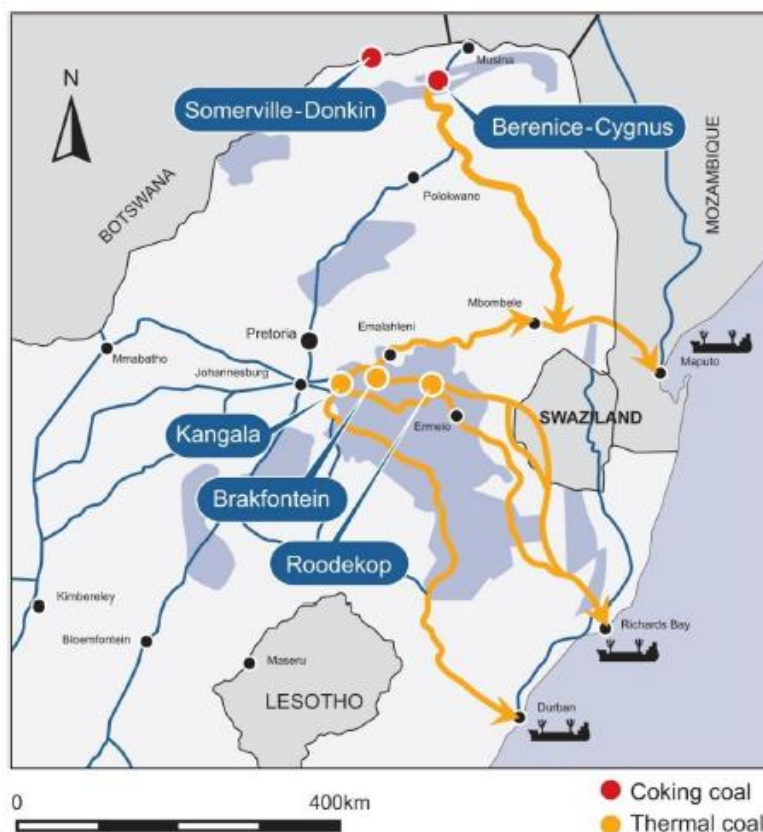 N
Musina
Somerville-Donkin
Berenice-Cygnus
MOZAMBIQUE
BOTSWANA
Polokwane
Mbombele
Pretoria
Emalahleni
Mmabatho
Johannesburg
Maputo
SWAZILAND
Kangala
Ermelo
Brakfontein
Roodekop
Kimbereley
Richards Bay
Bloemfontein
Maseru
LESOTHO
Durban
0 400km
Coking coal
Thermal coal